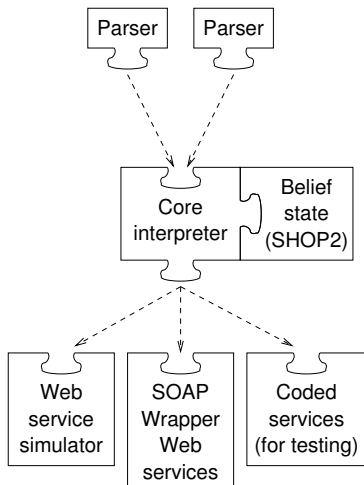 Parser
Parser
Core
interpreter
Belief
state
(SHOP2)
Web
service
simulator
SOAP
Wrapper
Web
services
Coded
services
(for testing)